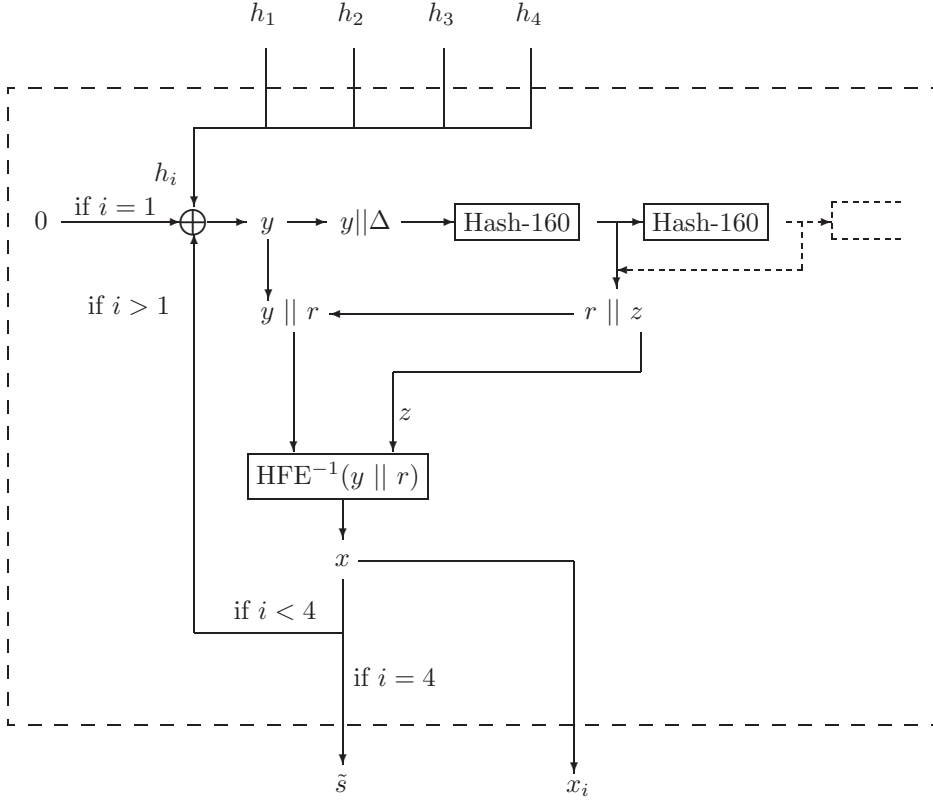 h₁ h₂ h₃ h₄
hᵢ
0 if i = 1 y y||Δ Hash-160 Hash-160
if i > 1 y || r r || z
z
HFE⁻¹(y || r)
x
if i < 4
if i = 4
s̃ xᵢ